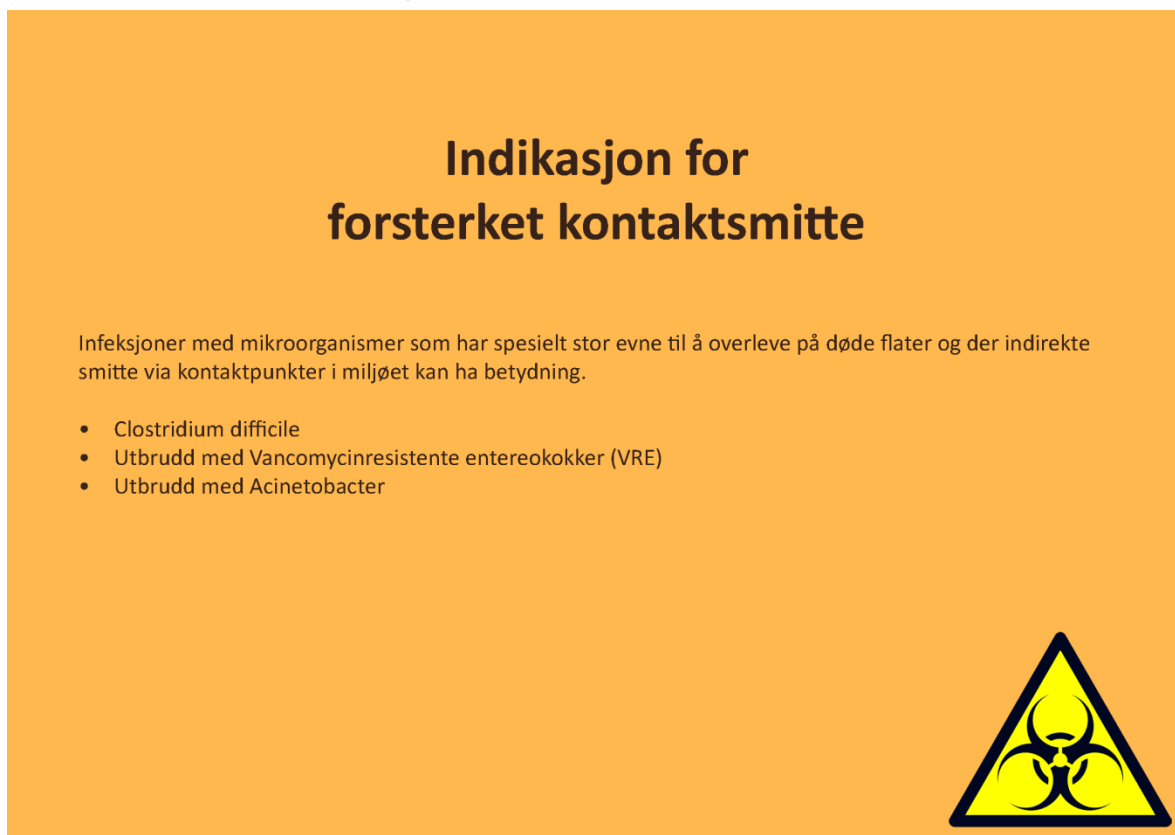 Indikasjon for
forsterket kontaktsmitte
Infeksjoner med mikroorganismer som har spesielt stor evne til å overleve på døde flater og der indirekte
smitte via kontaktpunkter i miljøet kan ha betydning.
• Clostridium difficile
• Utbrudd med Vancomycinresistente entereokokker (VRE)
• Utbrudd med Acinetobacter